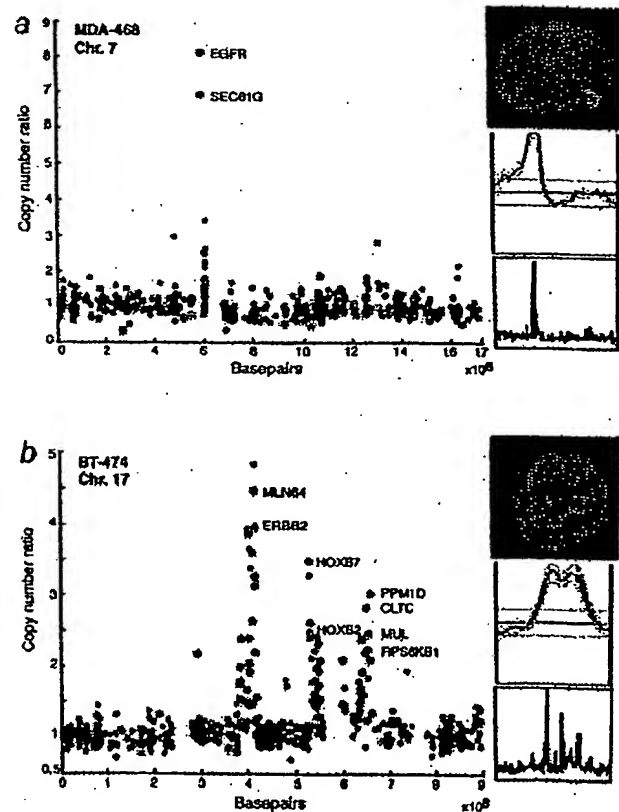 a
MDA-468
Chr. 7
EGFR
SEC61G
Copy number ratio
9
8
7
6
5
4
3
2
1
0
0 2 4 6 8 10 12 14 16 17
Basepairs
b
BT-474
Chr. 17
MLN64
ERBB2
HOXB7
PPM1D
CLTC
HOXB2
MUL
RPS6KB1
Copy number ratio
5
4
3
2
1
0.5
0 1 2 3 4 5 6 7 8 9
Basepairs